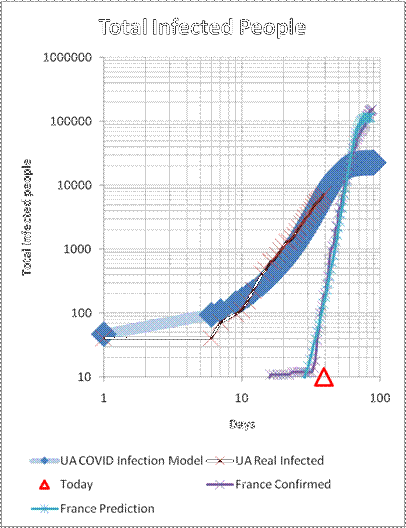 Total Infected People
1000000
100000
10000
1000
100
10
Total Infected people
1 10 100
Days
UA COVID Infection Model UA Real Infected
Today France Confirmed
France Prediction